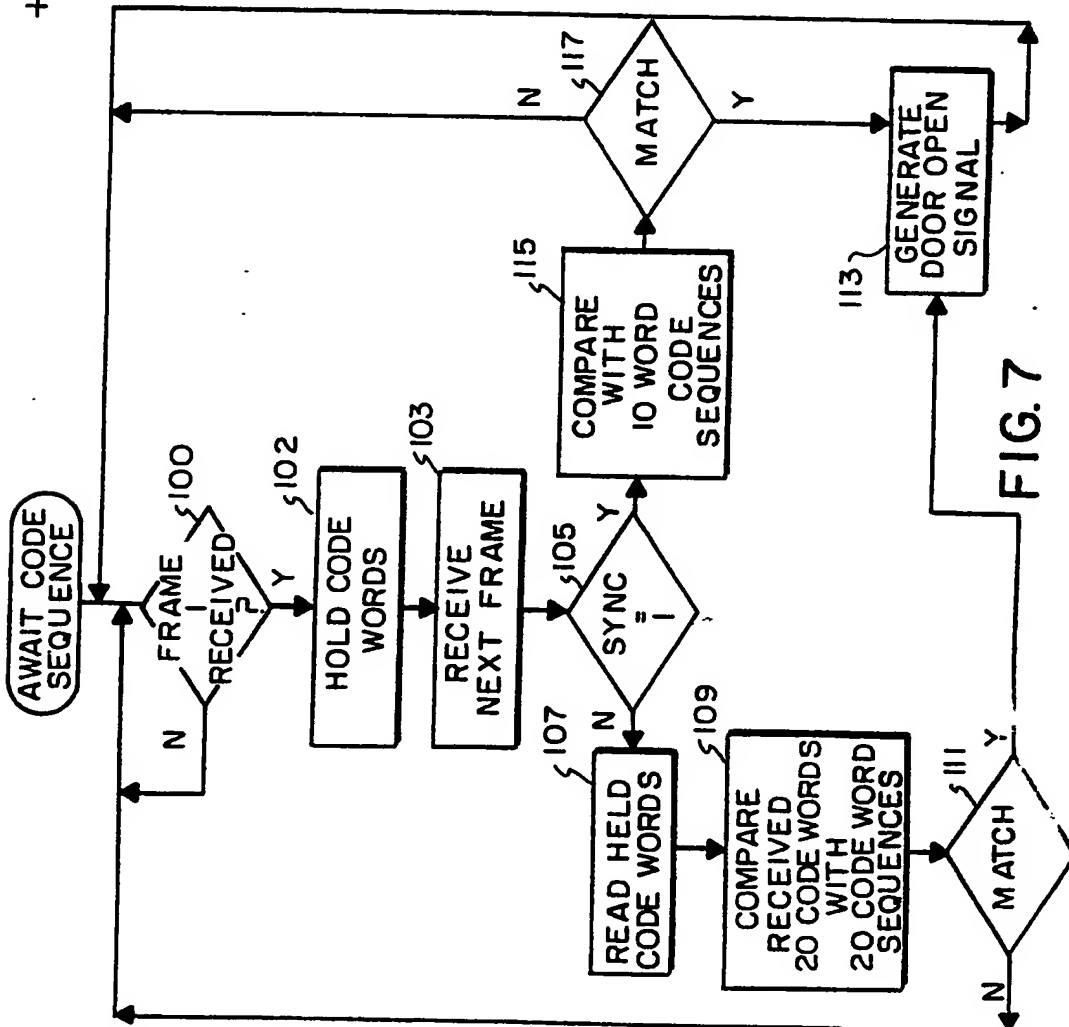 +
AWAIT CODE
SEQUENCE
FRAME
1
RECEIVED
?
100
N
Y
HOLD CODE
WORDS
102
RECEIVE
NEXT FRAME
103
SYNC
= 1
105
N
Y
READ HELD
CODE WORDS
107
COMPARE
RECEIVED
20 CODE WORDS
WITH
20 CODE WORD
SEQUENCES
109
MATCH
111
N
Y
COMPARE
WITH
10 WORD
CODE
SEQUENCES
115
MATCH
117
N
Y
GENERATE
DOOR OPEN
SIGNAL
113
FIG. 7